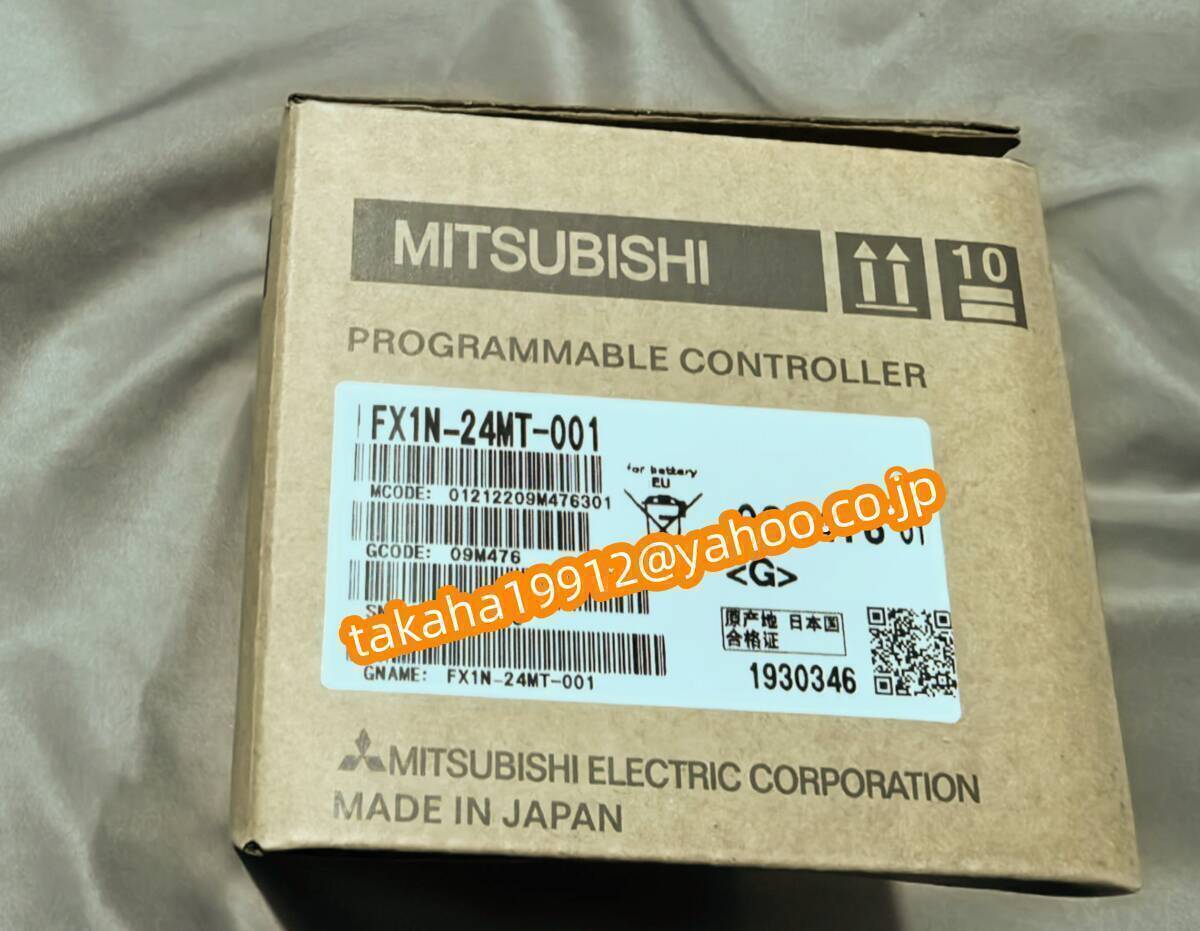 MITSUBISHI
10
PROGRAMMABLE CONTROLLER
FX1N-24MT-001
for battery
EU
MCODE: 01212209M476301
GCODE: 09M476
01
<G>
takaha19912@yahoo.co.jp
原产地 日本国
合格证
GNAME: FX1N-24MT-001
1930346
MITSUBISHI ELECTRIC CORPORATION
MADE IN JAPAN